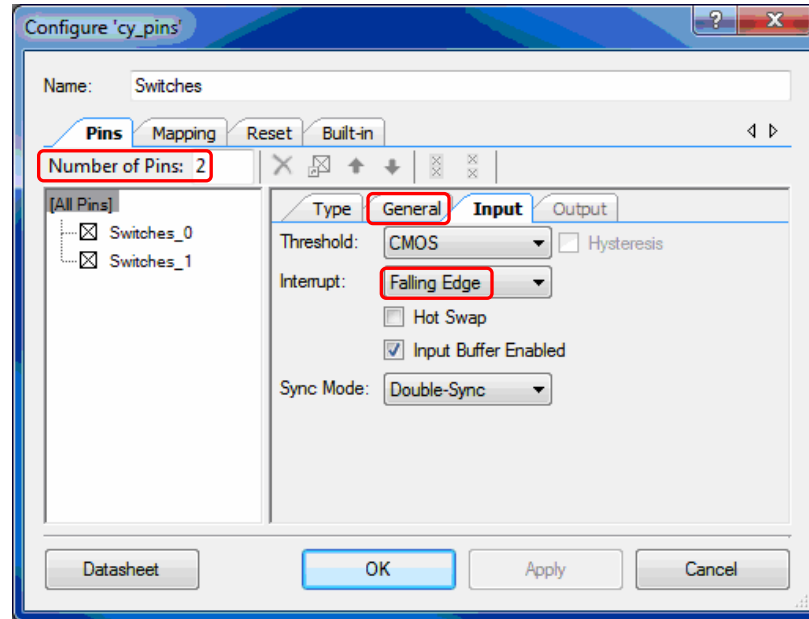 Configure 'cy_pins'
Name: Switches
Pins Mapping Reset Built-in
Number of Pins: 2
[All Pins]
Switches_0
Switches_1
Type General Input Output
Threshold: CMOS Hysteresis
Interrupt: Falling Edge
Hot Swap
Input Buffer Enabled
Sync Mode: Double-Sync
Datasheet OK Apply Cancel